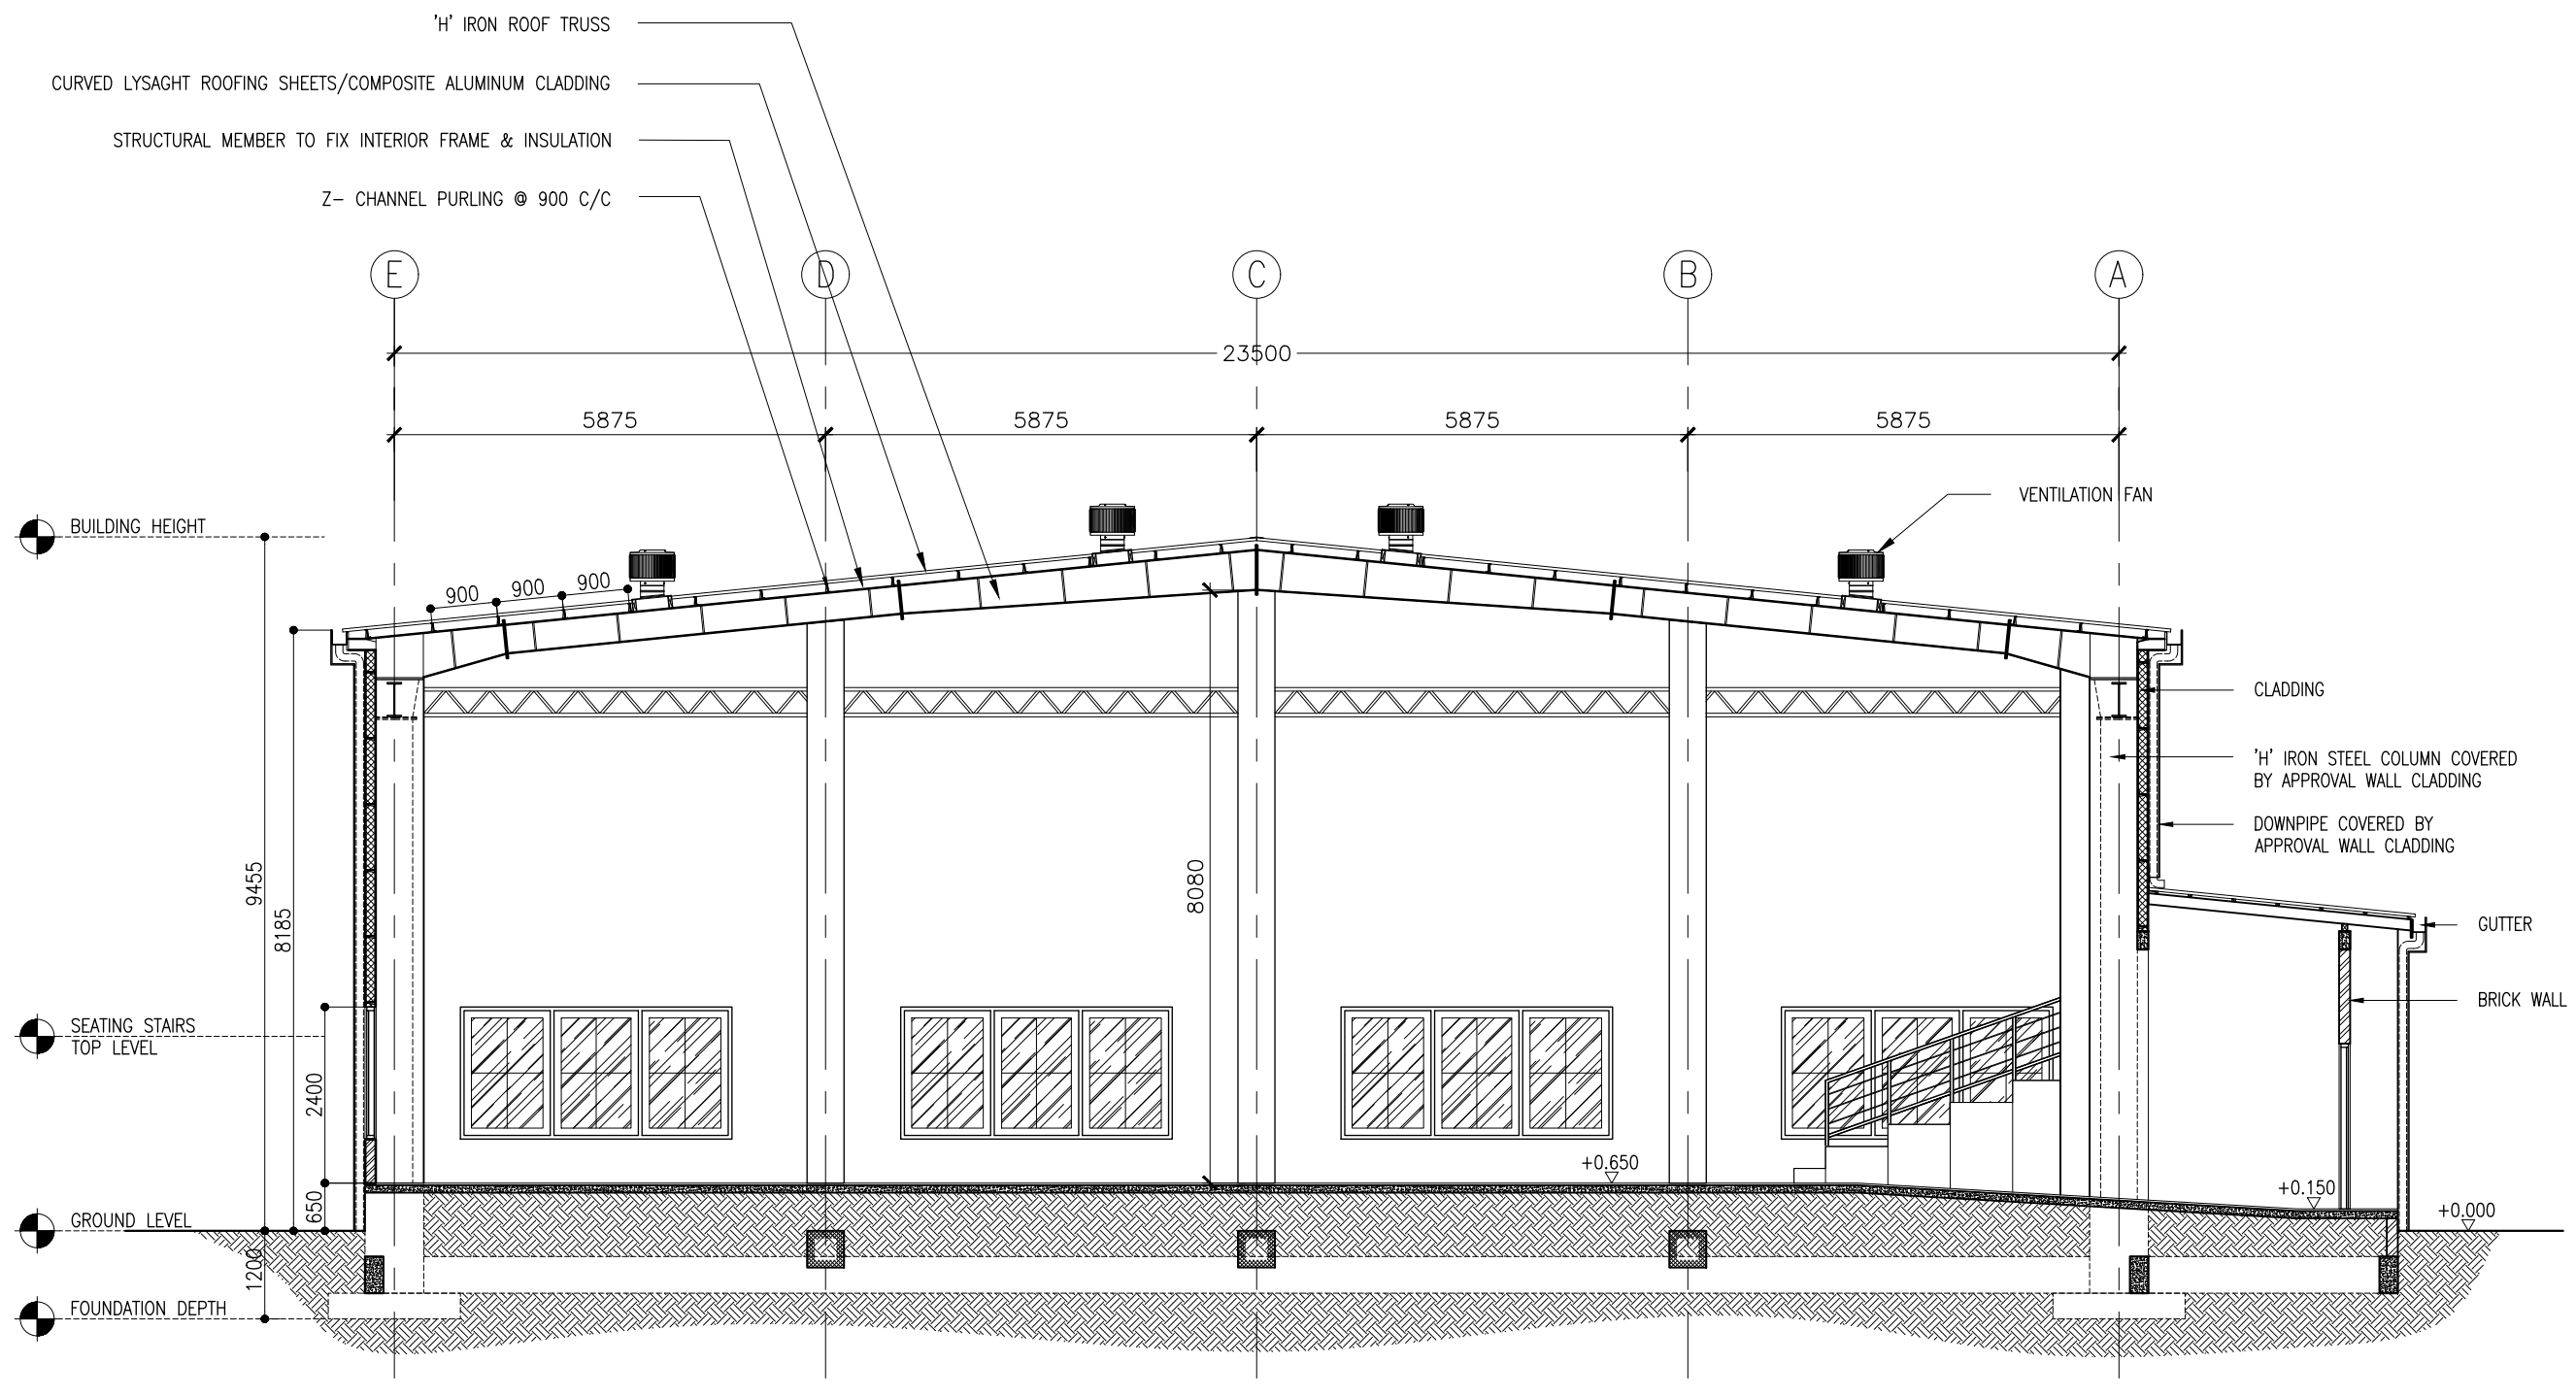 'H' IRON ROOF TRUSS
CURVED LYSAGHT ROOFING SHEETS/COMPOSITE ALUMINUM CLADDING
STRUCTURAL MEMBER TO FIX INTERIOR FRAME & INSULATION
Z- CHANNEL PURLING @ 900 C/C
E
D
C
B
A
23500
5875
5875
5875
5875
VENTILATION FAN
BUILDING HEIGHT
900
900
900
CLADDING
'H' IRON STEEL COLUMN COVERED
BY APPROVAL WALL CLADDING
DOWNPIPE COVERED BY
APPROVAL WALL CLADDING
9455
8185
8080
GUTTER
BRICK WALL
SEATING STAIRS
TOP LEVEL
2400
650
+0.650
+0.150
+0.000
GROUND LEVEL
1200
FOUNDATION DEPTH